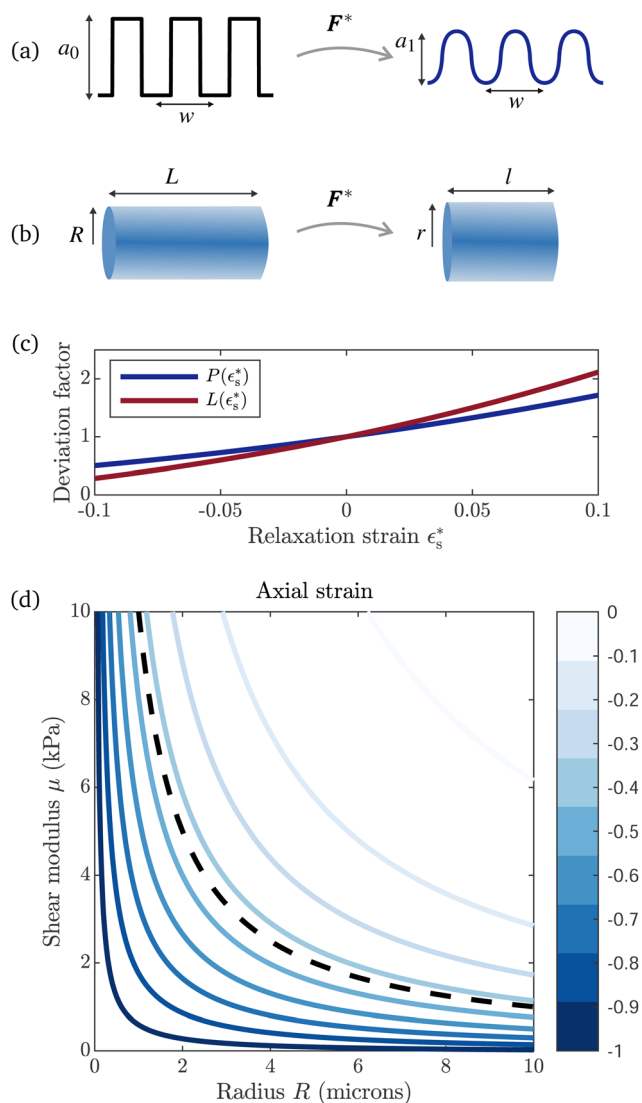 (a)
a₀
w
F*
a₁
w
(b)
L
R
F*
l
r
(c)
Deviation factor
2
1
0
P(ϵₛ*)
L(ϵₛ*)
-0.1
-0.05
0
0.05
0.1
Relaxation strain ϵₛ*
(d)
Axial strain
Shear modulus μ (kPa)
10
8
6
4
2
0
0
2
4
6
8
10
Radius R (microns)
0
-0.1
-0.2
-0.3
-0.4
-0.5
-0.6
-0.7
-0.8
-0.9
-1